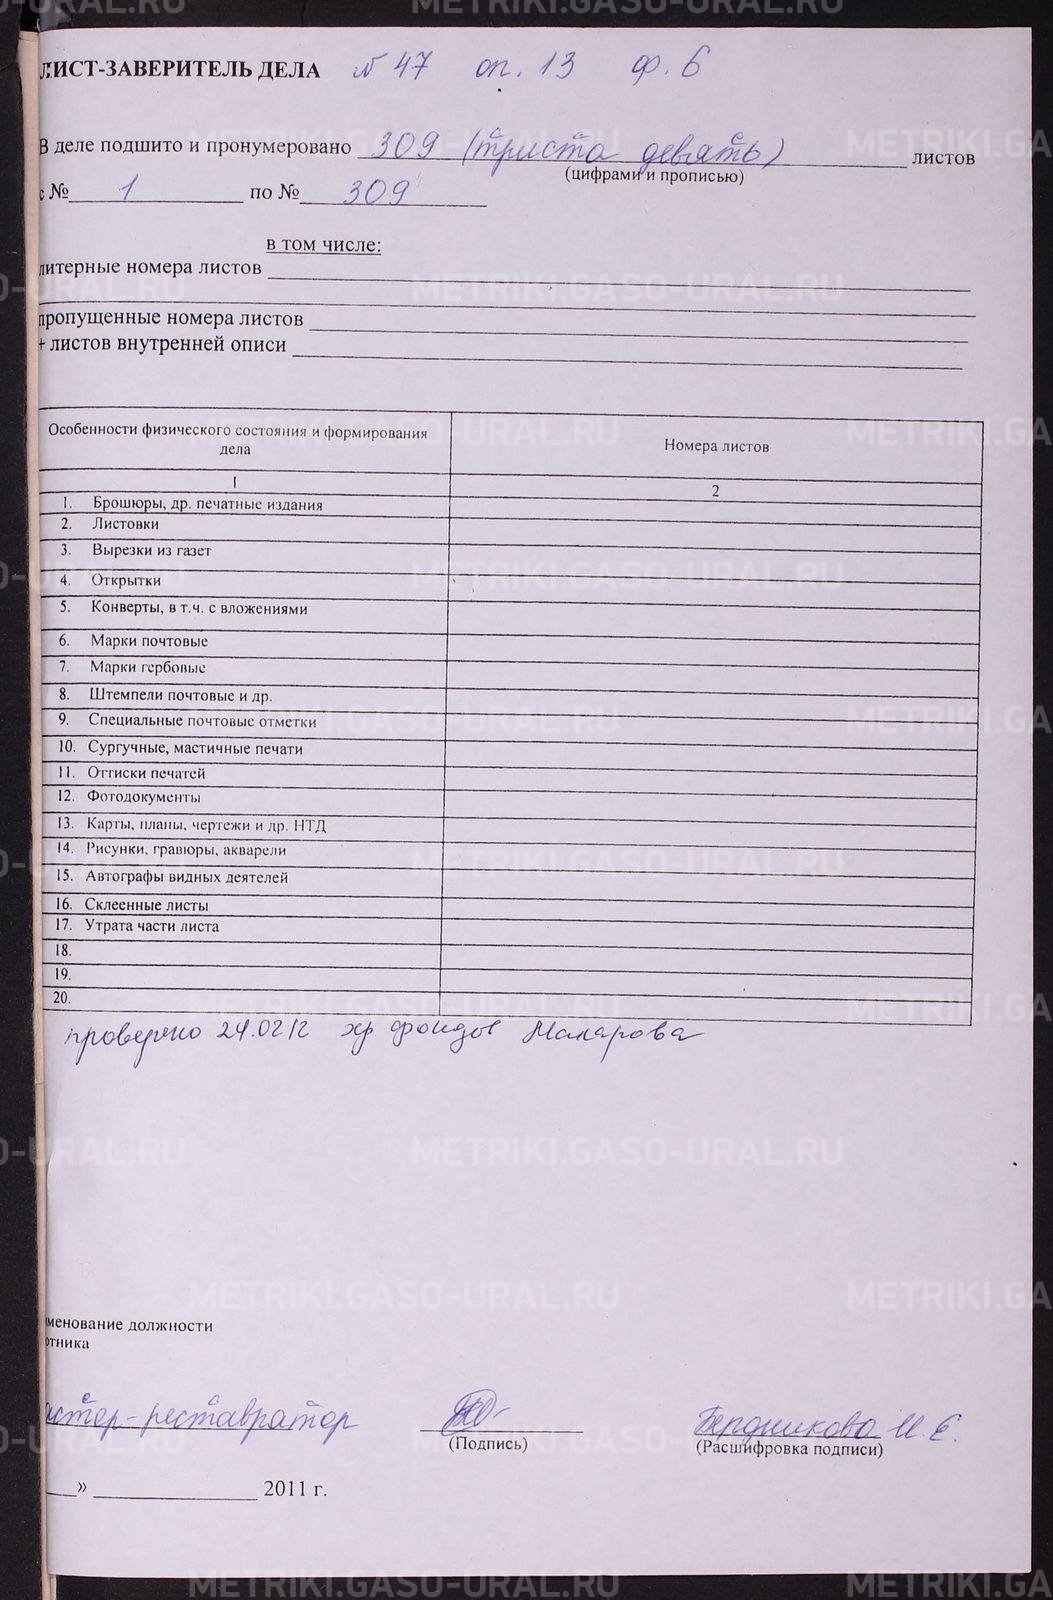 ЛИСТ-ЗАВЕРИТЕЛЬ ДЕЛА № 47 оп. 13 ф. 6
В деле подшито и пронумеровано 309 (триста девять) листов
(цифрами и прописью)
с № 1 по № 309
в том числе:
литерные номера листов
пропущенные номера листов
+ листов внутренней описи
Особенности физического состояния и формирования дела
Номера листов
1
2
1. Брошюры, др. печатные издания
2. Листовки
3. Вырезки из газет
4. Открытки
5. Конверты, в т.ч. с вложениями
6. Марки почтовые
7. Марки гербовые
8. Штемпели почтовые и др.
9. Специальные почтовые отметки
10. Сургучные, мастичные печати
11. Оттиски печатей
12. Фотодокументы
13. Карты, планы, чертежи и др. НТД
14. Рисунки, гравюры, акварели
15. Автографы видных деятелей
16. Склеенные листы
17. Утрата части листа
18.
19.
20.
проверено 24.02.12 хр фондов Макарова
менование должности
отника
астер-реставратор
Бердникова И. Е.
(Подпись)
(Расшифровка подписи)
» 2011 г.
METRIKI.GASO-URAL.RU